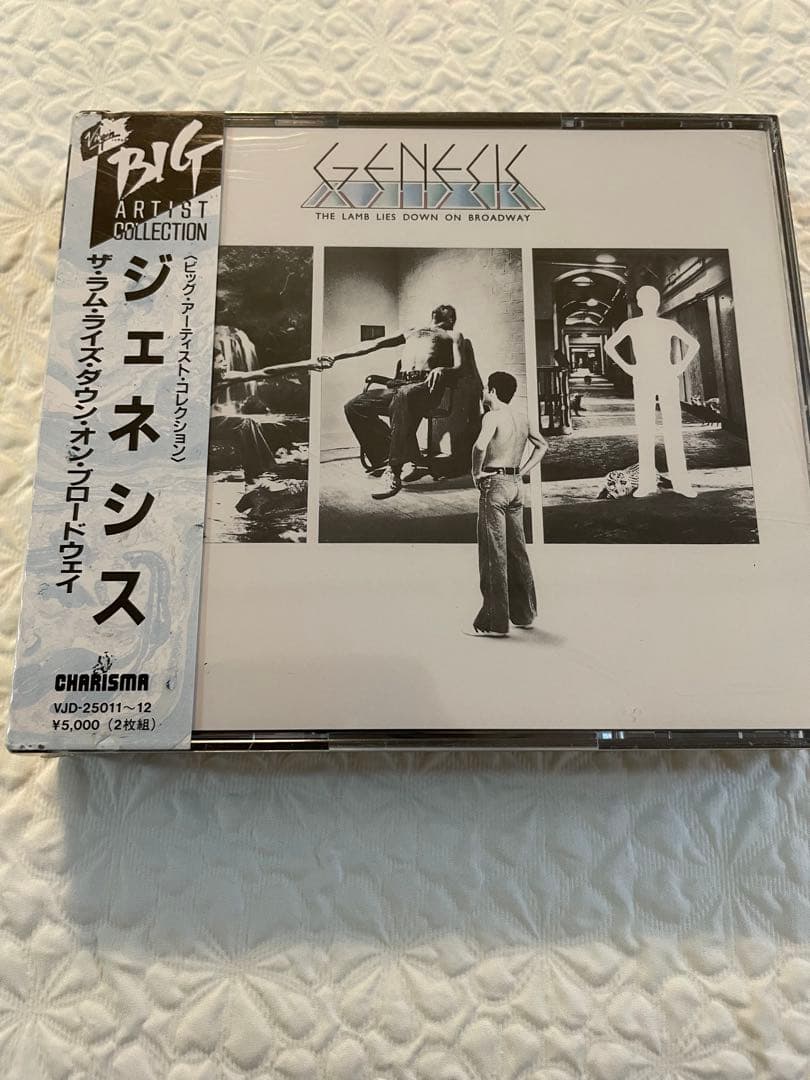 Virgin
BIG
ARTIST
COLLECTION
〈ビッグ・アーティスト・コレクション〉
ジェネシス
ザ・ラム・ライズ・ダウン・オン・ブロードウェイ
CHARISMA
VJD-25011〜12
¥5,000（2枚組）
GENESIS
THE LAMB LIES DOWN ON BROADWAY